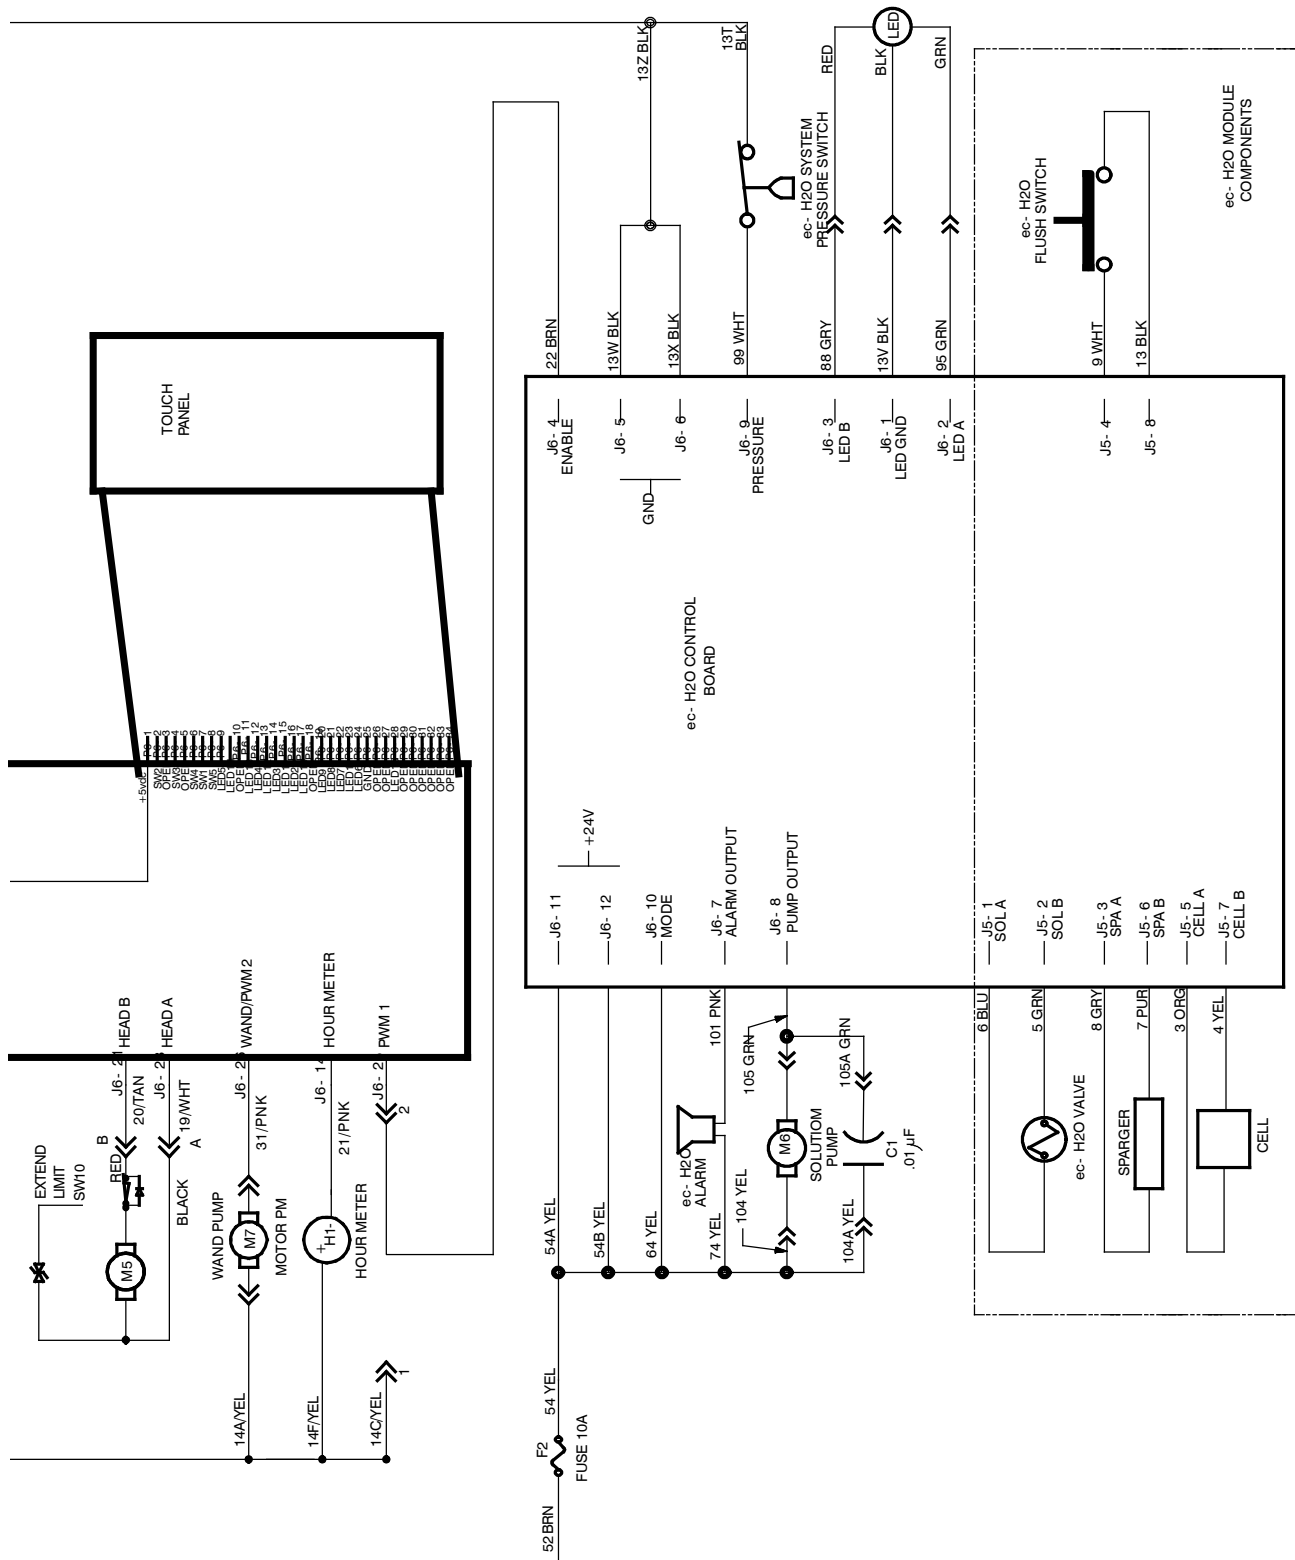 13Z BLK
13T
BLK
RED
LED
BLK
GRN
ec- H2O SYSTEM
PRESSURE SWITCH
ec- H2O
FLUSH SWITCH
ec- H2O MODULE
COMPONENTS
TOUCH
PANEL
22 BRN
13W BLK
13X BLK
99 WHT
88 GRY
13V BLK
95 GRN
9 WHT
13 BLK
J6- 4
ENABLE
J6- 5
J6- 6
GND
J6- 9
PRESSURE
J6- 3
LED B
J6- 1
LED GND
J6- 2
LED A
J5- 4
J5- 8
ec- H2O CONTROL
BOARD
+5vdc
SW2
SW3
SW4
SW1
SW5
LED5
+24V
J6- 11
J6- 12
J6- 10
MODE
J6- 7
ALARM OUTPUT
J6- 8
PUMP OUTPUT
J5- 1
SOL A
J5- 2
SOL B
J5- 3
SPA A
J5- 6
SPA B
J5- 5
CELL A
J5- 7
CELL B
HEAD B
HEAD A
WAND/PWM2
HOUR METER
PWM 1
J6- 14
20/TAN
19/WHT
31/PNK
21/PNK
2
B
A
RED
BLACK
EXTEND
LIMIT
SW10
M5
WAND PUMP
M7
MOTOR PM
+H1-
HOUR METER
14A/YEL
14F/YEL
14C/YEL
1
54A YEL
54B YEL
64 YEL
74 YEL
101 PNK
ec- H2O
ALARM
105 GRN
105A GRN
104 YEL
104A YEL
M6
SOLUTIOM
PUMP
C1
.01µF
6 BLU
5 GRN
8 GRY
7 PUR
3 ORG
4 YEL
ec- H2O VALVE
SPARGER
CELL
54 YEL
F2
FUSE 10A
52 BRN